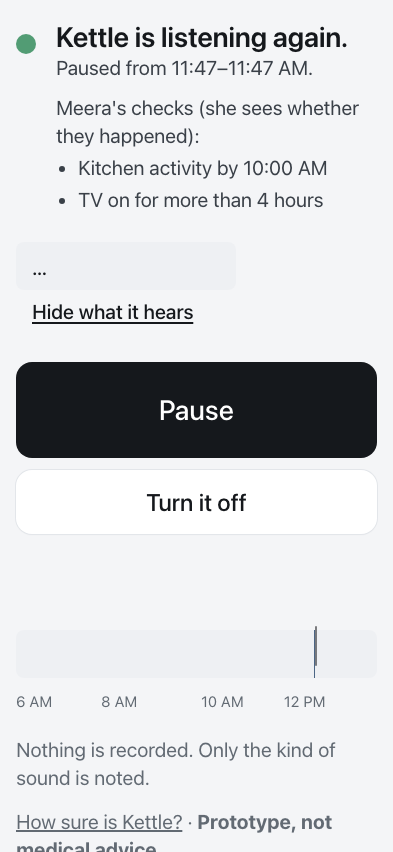 Kettle is listening again.
Paused from 11:47–11:47 AM.
Meera's checks (she sees whether
they happened):
• Kitchen activity by 10:00 AM
• TV on for more than 4 hours
...
Hide what it hears
Pause
Turn it off
6 AM 8 AM 10 AM 12 PM
Nothing is recorded. Only the kind of
sound is noted.
How sure is Kettle? · Prototype, not
medical advice